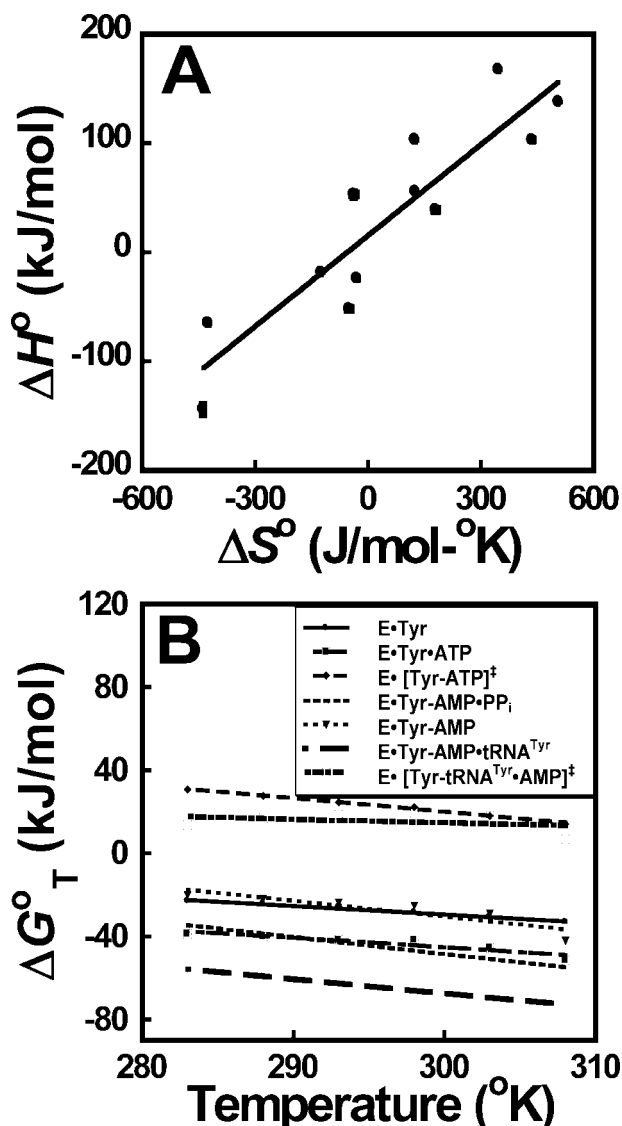 A
200
100
0
-100
-200
ΔH° (kJ/mol)
-600 -300 0 300 600
ΔS° (J/mol-°K)
B
120
80
40
0
-40
-80
ΔG°T (kJ/mol)
E•Tyr
E•Tyr•ATP
E• [Tyr-ATP]‡
E•Tyr-AMP•PPi
E•Tyr-AMP
E•Tyr-AMP•tRNATyr
E• [Tyr-tRNATyr•AMP]‡
280 290 300 310
Temperature (°K)